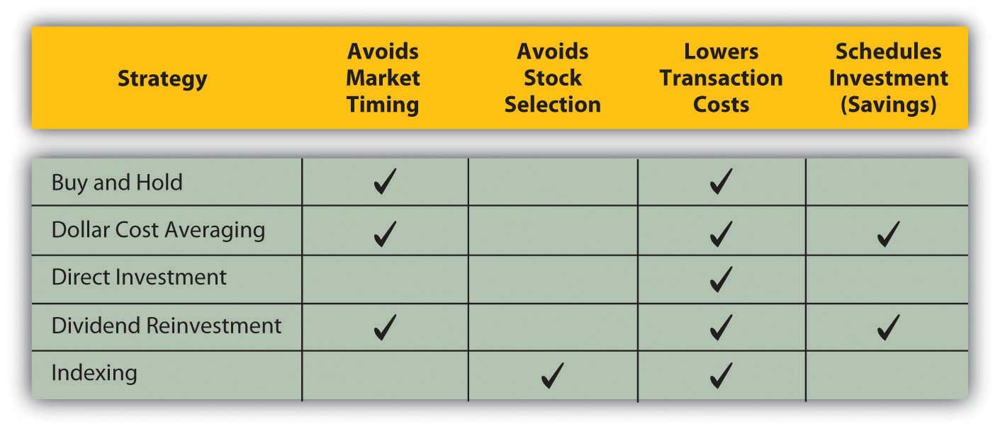 Strategy
Avoids
Market
Timing
Avoids
Stock
Selection
Lowers
Transaction
Costs
Schedules
Investment
(Savings)
Buy and Hold ✓ ✓
Dollar Cost Averaging ✓ ✓ ✓
Direct Investment ✓
Dividend Reinvestment ✓ ✓ ✓
Indexing ✓ ✓